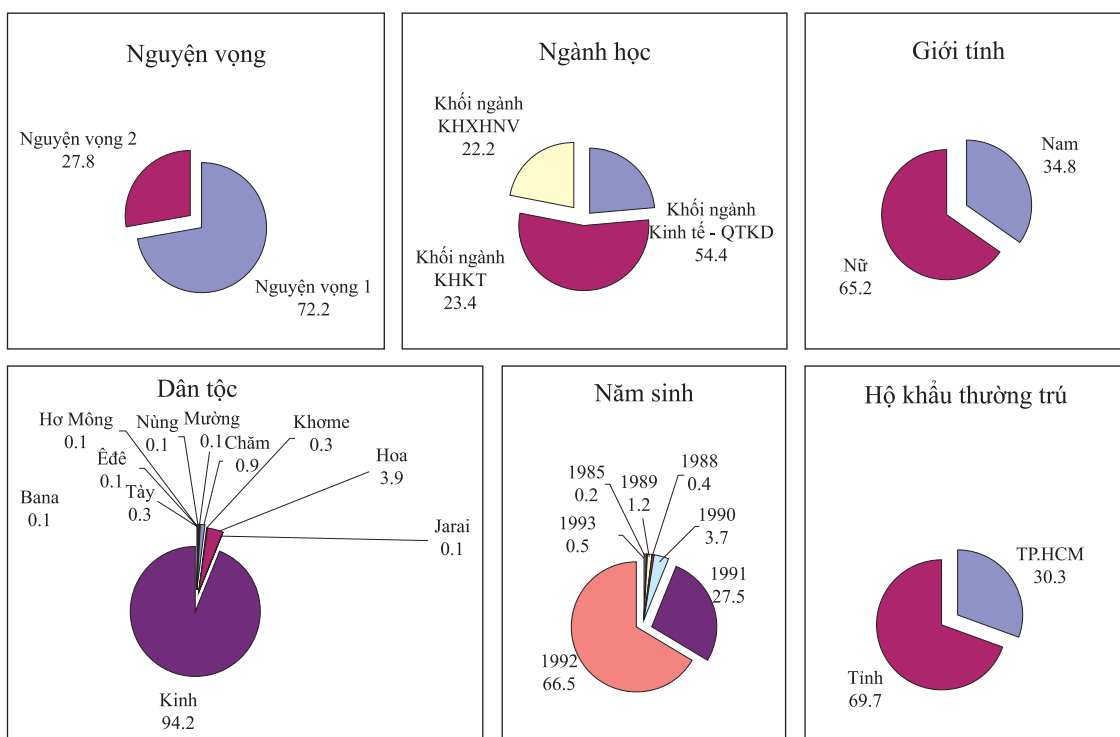 Nguyện vọng
Nguyện vọng 2
27.8
Nguyện vọng 1
72.2
Ngành học
Khối ngành
KHXHNV
22.2
Khối ngành
Kinh tế - QTKD
54.4
Khối ngành
KHKT
23.4
Giới tính
Nam
34.8
Nữ
65.2
Dân tộc
Hơ Mông
0.1
Nùng
0.1
Mường
0.1
Khơme
0.3
Chăm
0.9
Êđê
0.1
Hoa
3.9
Bana
0.1
Tày
0.3
Jarai
0.1
Kinh
94.2
Năm sinh
1985
0.2
1989
1.2
1988
0.4
1993
0.5
1990
3.7
1991
27.5
1992
66.5
Hộ khẩu thường trú
TP.HCM
30.3
Tỉnh
69.7